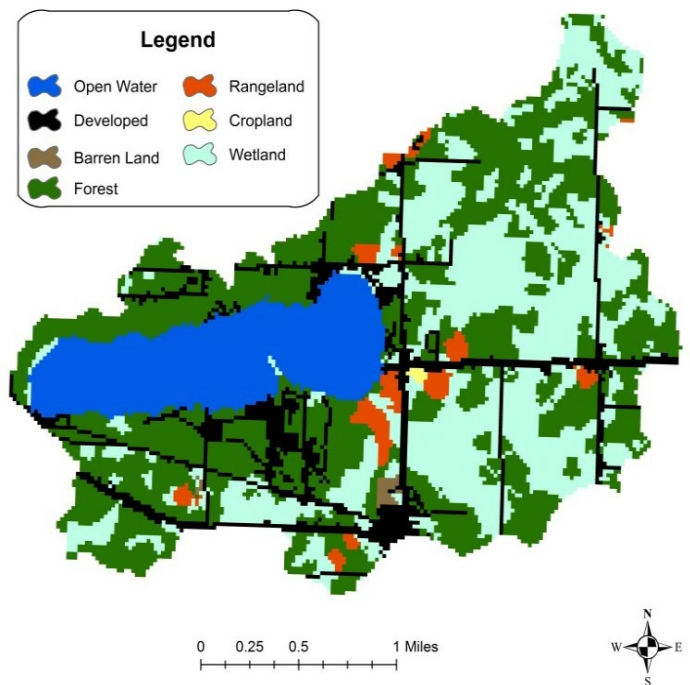 Legend
Open Water
Rangeland
Developed
Cropland
Barren Land
Wetland
Forest
N
W E
S
0 0.25 0.5 1 Miles